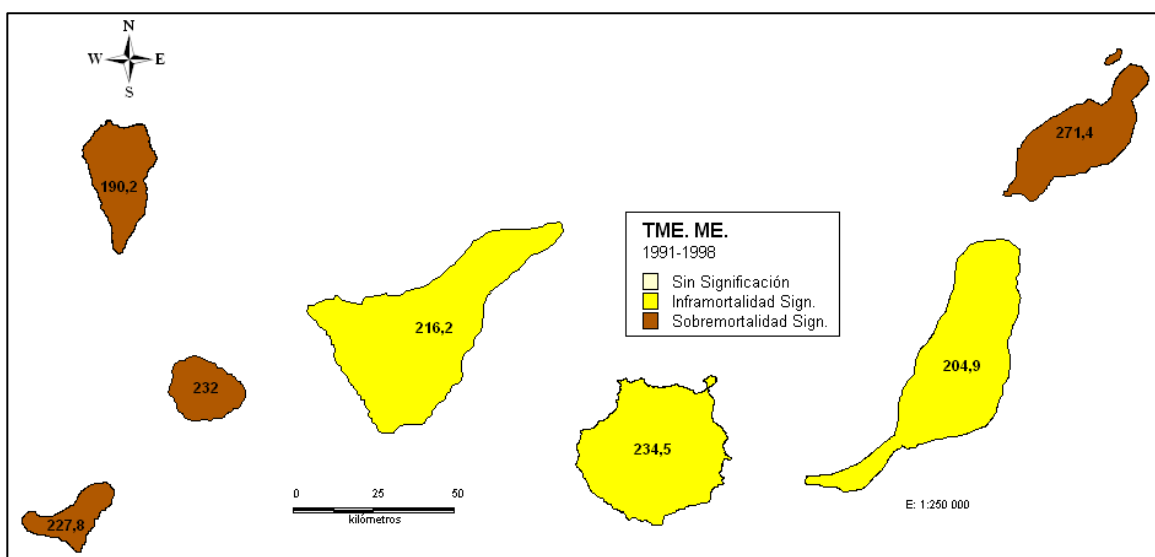 N
W E
S
190,2
271,4
TME. ME.
1991-1998
Sin Significación
Inframortalidad Sign.
Sobremortalidad Sign.
216,2
232
204,9
234,5
227,8
0 25 50
kilómetros
E: 1:250 000